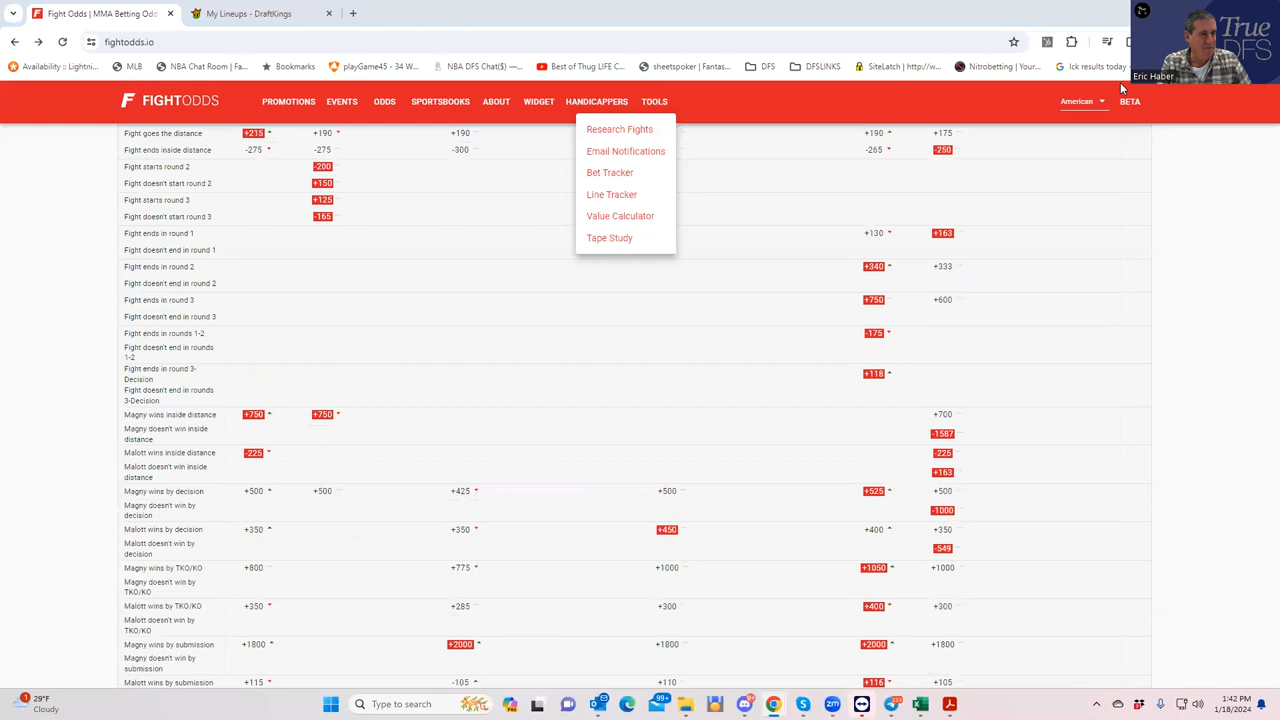 Fight Odds | MMA Betting Od
My Lineups - DraftKings
fightodds.io
Availability :: Lightni...
MLB
NBA Chat Room | Fa...
Bookmarks
playGame45 - 4 W...
NBA DFS Chat($) - ...
Best of Thug LIFE C...
sheetspoker | Fantas...
DFS
DFSLINKS
SiteLatch | http://w...
Nitrobetting | Your...
Ick results today o...
True
DFS
Eric Haber
FIGHTODDS
PROMOTIONS EVENTS ODDS SPORTSBOOKS ABOUT WIDGET HANDICAPPERS TOOLS
American
BETA
Research Fights
Email Notifications
Bet Tracker
Line Tracker
Value Calculator
Tape Study
Fight goes the distance +215 +190 +190 +190 +175
Fight ends inside distance -275 -275 -300 -265 -250
Fight starts round 2 -200
Fight doesn't start round 2 +150
Fight starts round 3 +125
Fight doesn't start round 3 -165
Fight ends in round 1 +130 +163
Fight doesn't end in round 1
Fight ends in round 2 +340 +333
Fight doesn't end in round 2
Fight ends in round 3 +750 +600
Fight doesn't end in round 3
Fight ends in rounds 1-2 -175
Fight doesn't end in rounds
1-2
Fight ends in round 3-
Decision +118
Fight doesn't end in rounds
3-Decision
Magny wins inside distance +750 +750 +700
Magny doesn't win inside
distance -1587
Malott wins inside distance -225 -225
Malott doesn't win inside
distance +163
Magny wins by decision +500 +500 +425 +500 +525 +500
Magny doesn't win by
decision -1000
Malott wins by decision +350 +350 +450 +400 +350
Malott doesn't win by
decision -549
Magny wins by TKO/KO +800 +775 +1000 +1050 +1000
Magny doesn't win by
TKO/KO
Malott wins by TKO/KO +350 +285 +300 +400 +300
Malott doesn't win by
TKO/KO
Magny wins by submission +1800 +2000 +1800 +2000 +1800
Magny doesn't win by
submission
Malott wins by submission +115 -105 +110 +116 +105
1
29°F
Cloudy
Type to search
99+
1:42 PM
1/18/2024